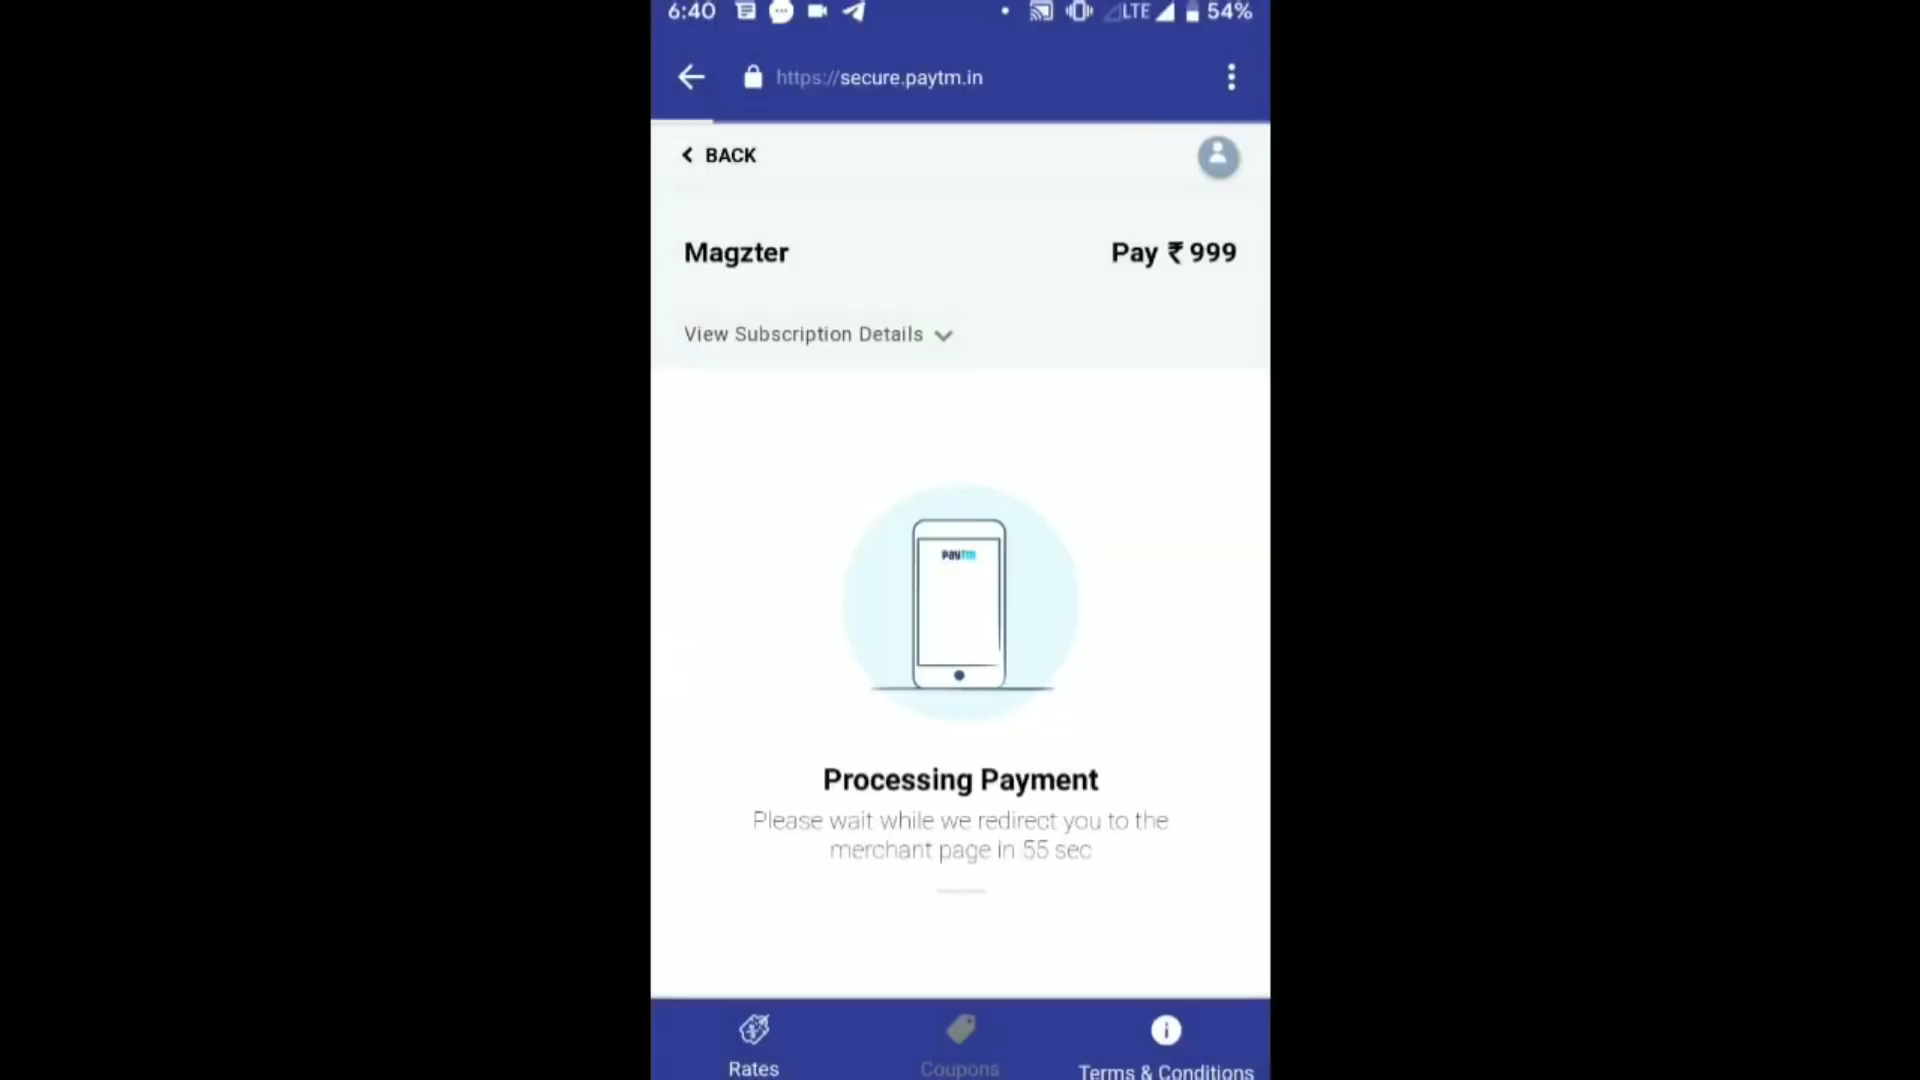 6:40 LTE 54%
https://secure.paytm.in
BACK
Magzter Pay ₹ 999
View Subscription Details
paytm
Processing Payment
Please wait while we redirect you to the
merchant page in 55 sec
Rates Coupons Terms & Conditions